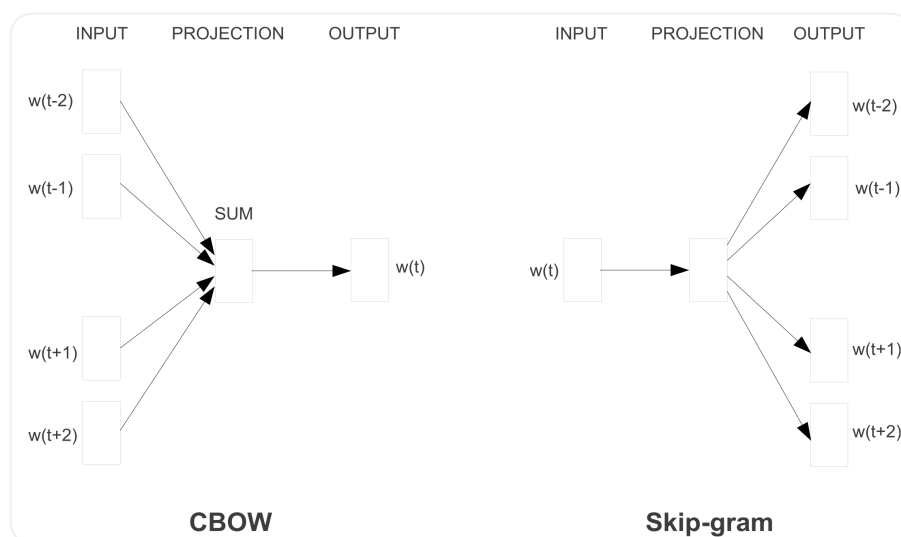 INPUT PROJECTION OUTPUT
w(t-2)
w(t-1)
SUM
w(t)
w(t+1)
w(t+2)
CBOW
INPUT PROJECTION OUTPUT
w(t-2)
w(t-1)
w(t)
w(t+1)
w(t+2)
Skip-gram